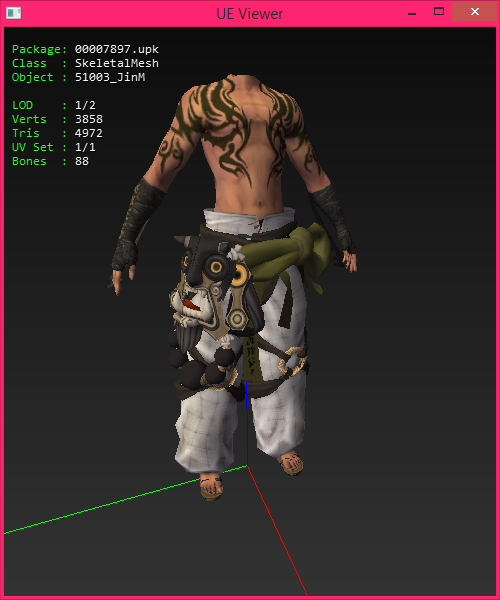 UE Viewer
Package: 00007897.upk
Class  : SkeletalMesh
Object : 51003_JinM
LOD    : 1/2
Verts  : 3858
Tris   : 4972
UV Set : 1/1
Bones  : 88